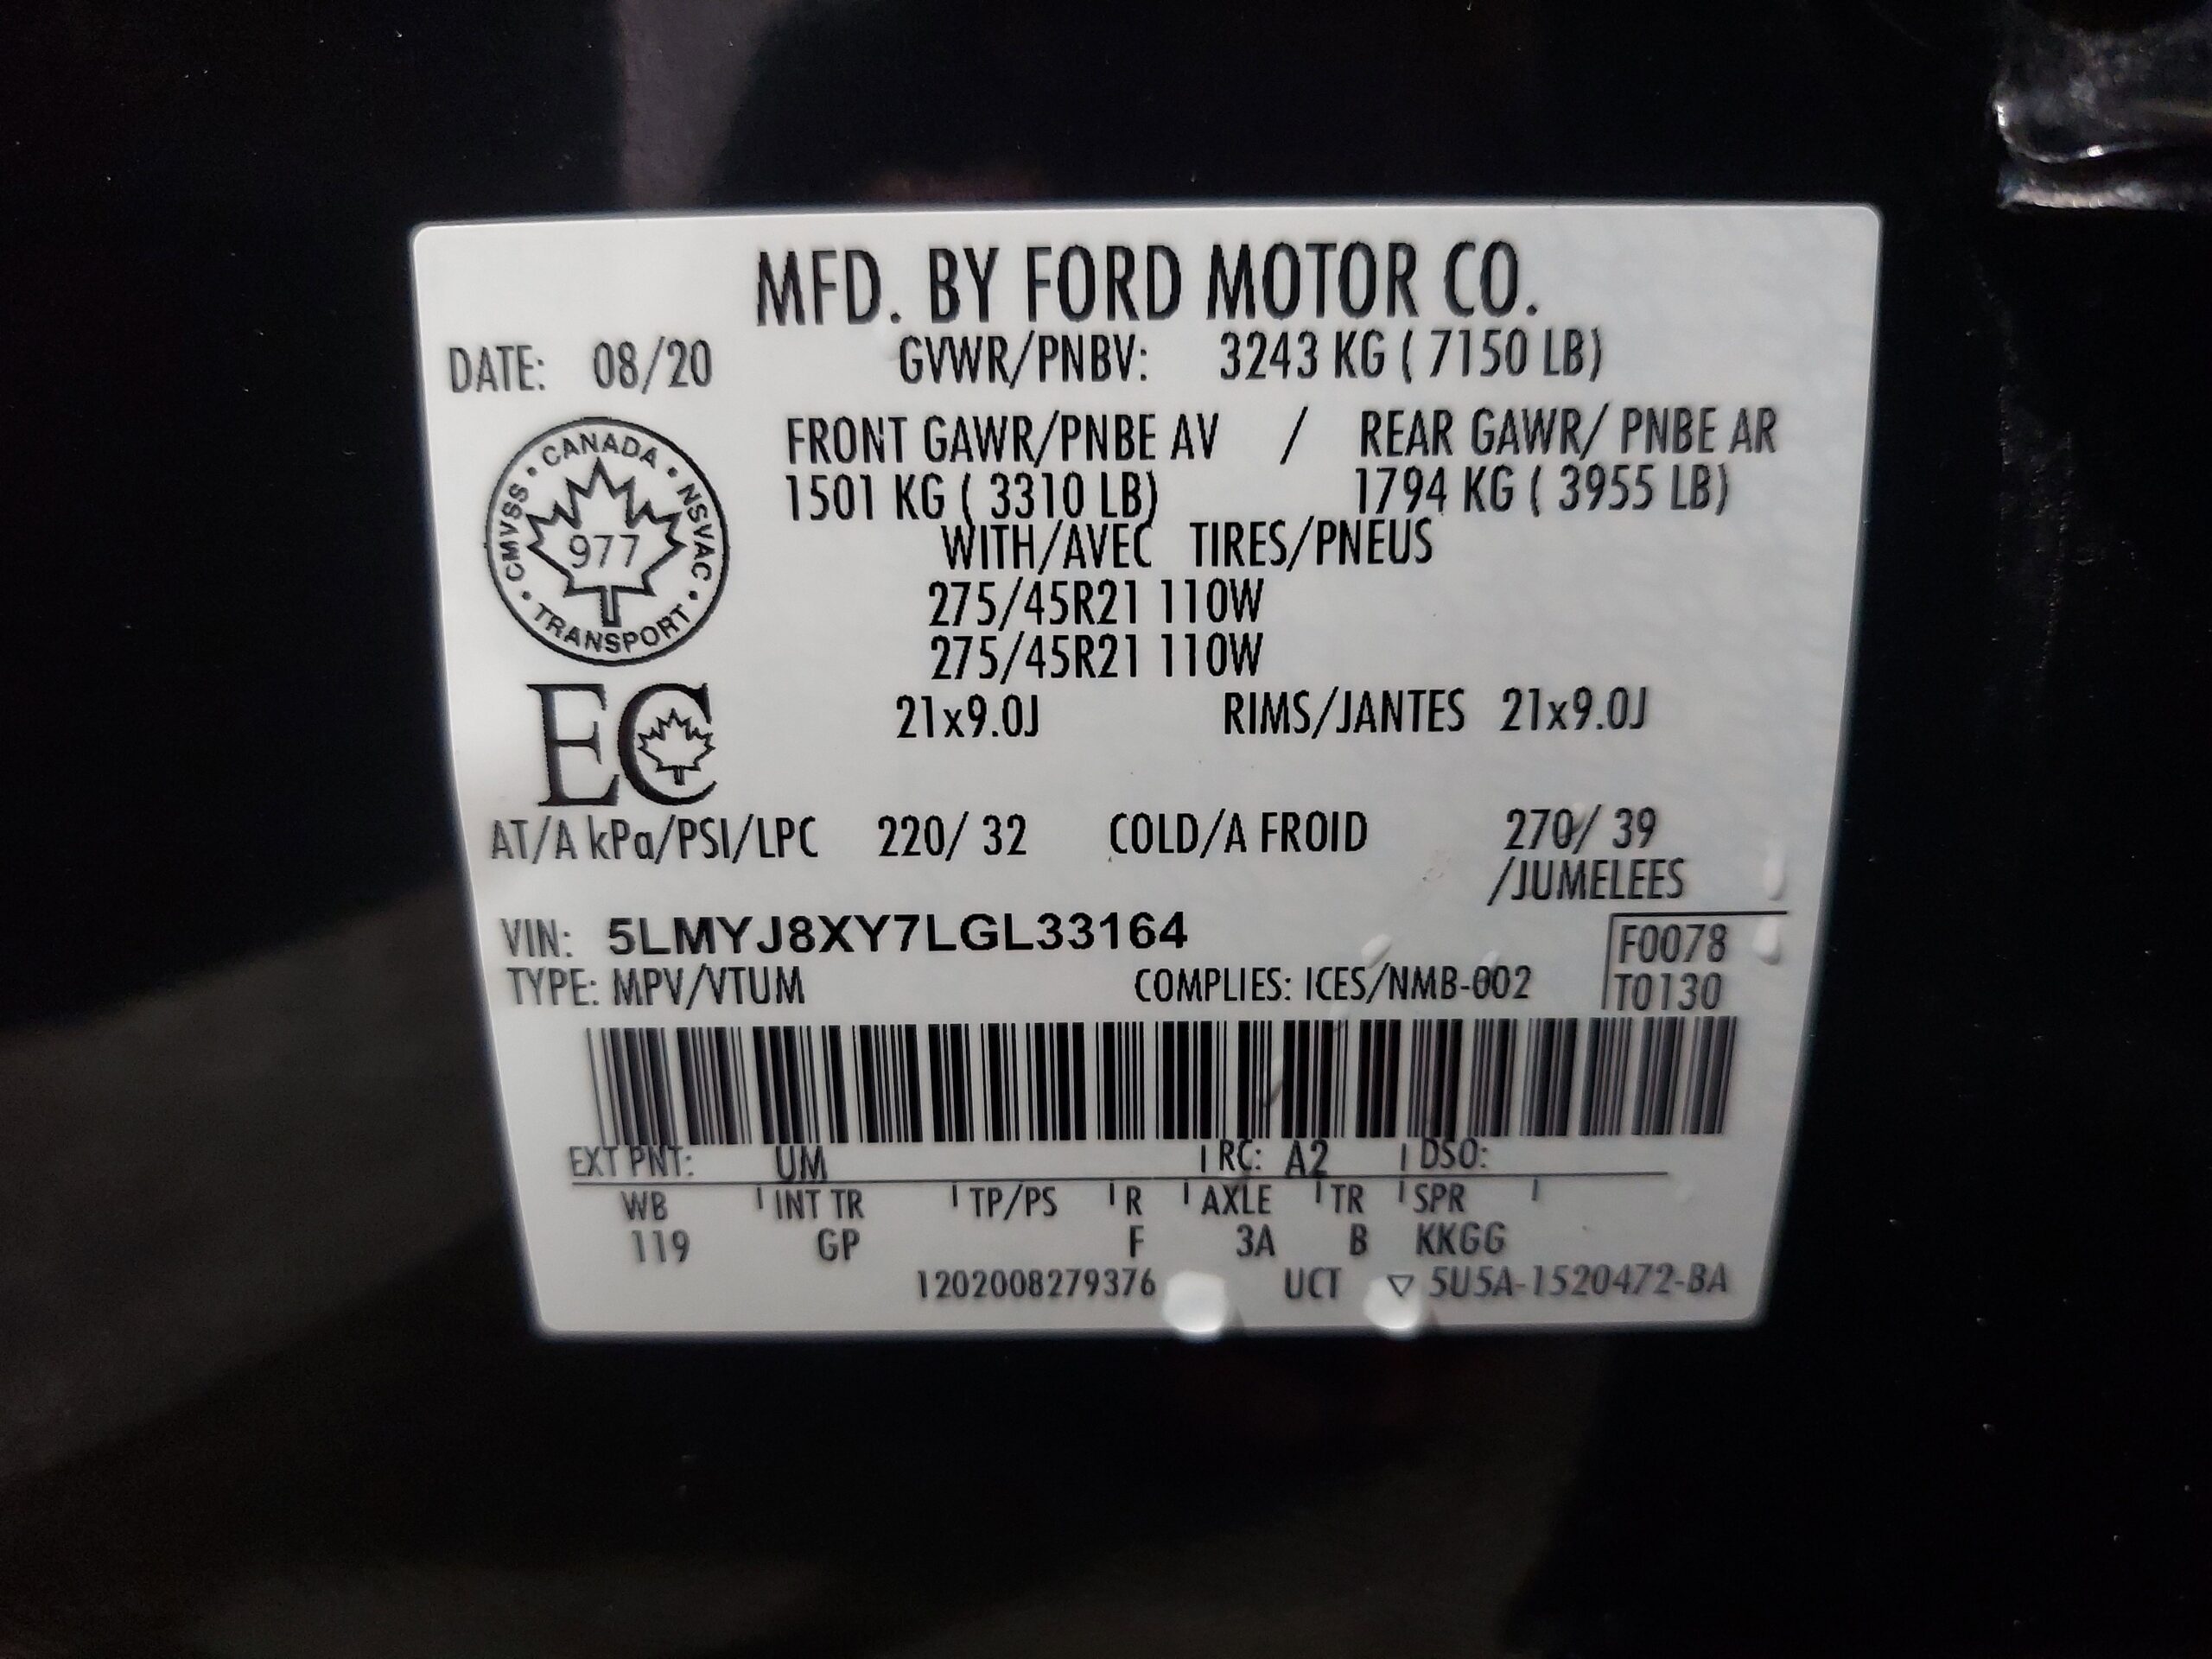 MFD. BY FORD MOTOR CO.
DATE: 08/20 GVWR/PNBV: 3243 KG ( 7150 LB)
FRONT GAWR/PNBE AV / REAR GAWR/ PNBE AR
1501 KG ( 3310 LB) 1794 KG ( 3955 LB)
WITH/AVEC TIRES/PNEUS
275/45R21 110W
275/45R21 110W
21x9.0J RIMS/JANTES 21x9.0J
CANADA • NSVAC • TRANSPORT • CMVSS •
977
EC
AT/A kPa/PSI/LPC 220/ 32 COLD/A FROID 270/ 39
/JUMELEES
VIN: 5LMYJ8XY7LGL33164 F0078
TYPE: MPV/VTUM COMPLIES: ICES/NMB-002 T0130
EXT PNT: UM RC: A2 DSO:
WB INT TR TP/PS R AXLE TR SPR
119 GP F 3A B KKGG
1202008279376 UCT ▽ 5U5A-1520472-BA